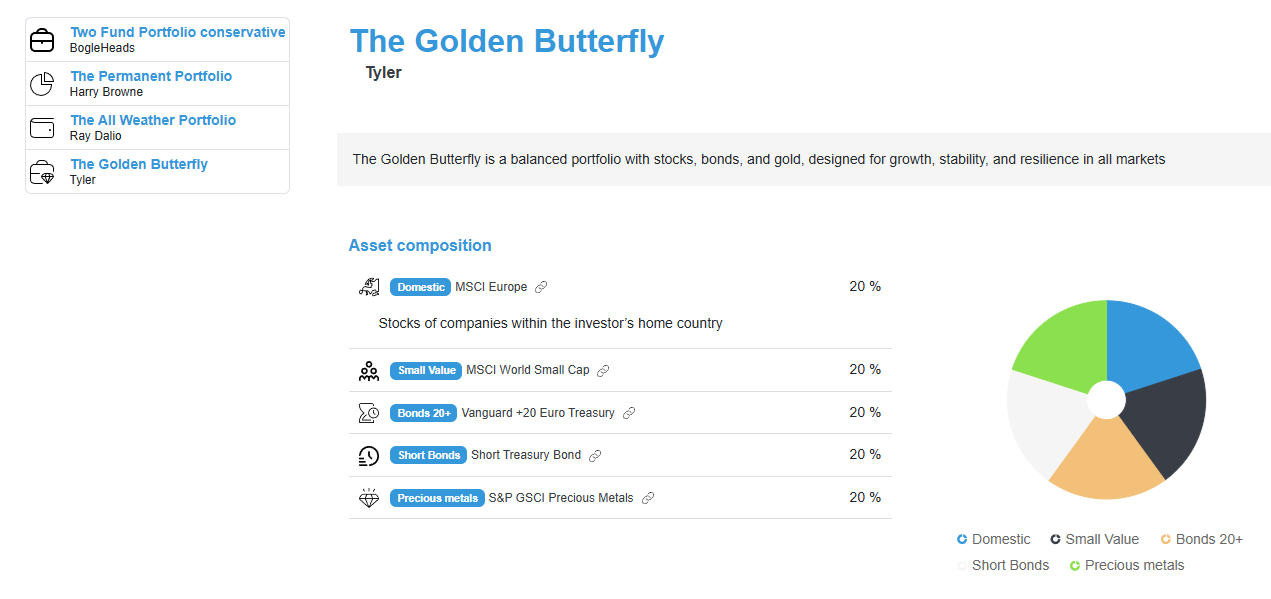 Two Fund Portfolio conservative
BogleHeads
The Permanent Portfolio
Harry Browne
The All Weather Portfolio
Ray Dalio
The Golden Butterfly
Tyler
The Golden Butterfly
Tyler
The Golden Butterfly is a balanced portfolio with stocks, bonds, and gold, designed for growth, stability, and resilience in all markets
Asset composition
Domestic MSCI Europe 20 %
Stocks of companies within the investor’s home country
Small Value MSCI World Small Cap 20 %
Bonds 20+ Vanguard +20 Euro Treasury 20 %
Short Bonds Short Treasury Bond 20 %
Precious metals S&P GSCI Precious Metals 20 %
Domestic Small Value Bonds 20+
Short Bonds Precious metals